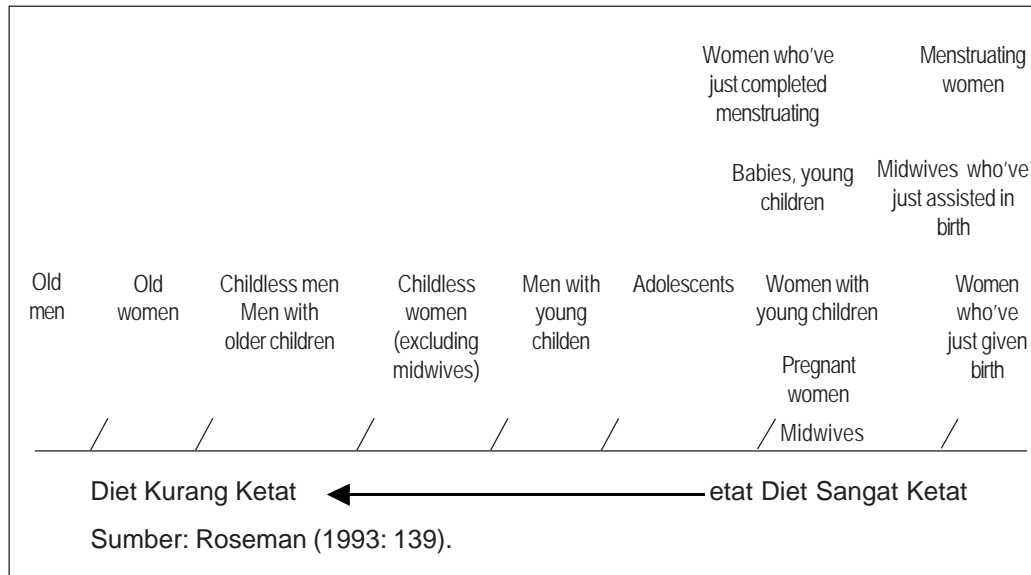 Women who've
just completed
menstruating
Menstruating
women
Babies, young
children
Midwives who've
just assisted in
birth
Old
men
Old
women
Childless men
Men with
older children
Childless
women
(excluding
midwives)
Men with
young
childen
Adolescents
Women with
young children
Pregnant
women
Midwives
Women
who've
just given
birth
Diet Kurang Ketat
etat Diet Sangat Ketat
Sumber: Roseman (1993: 139).